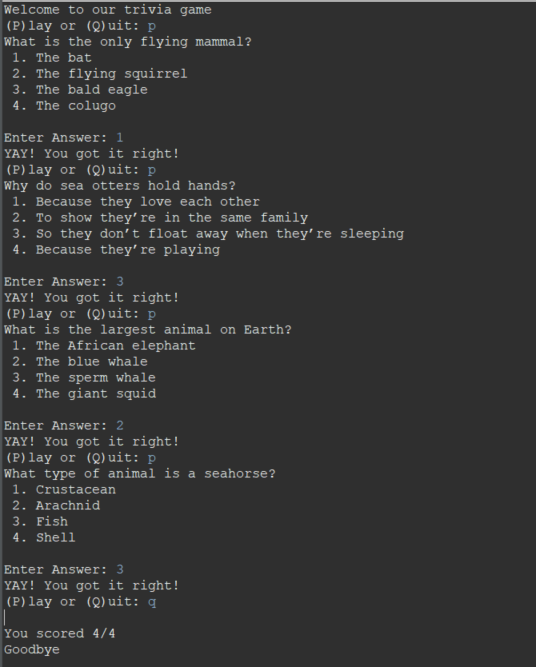 Welcome to our trivia game
(P)lay or (Q)uit: p
What is the only flying mammal?
1. The bat
2. The flying squirrel
3. The bald eagle
4. The colugo
Enter Answer: 1
YAY! You got it right!
(P)lay or (Q)uit: p
Why do sea otters hold hands?
1. Because they love each other
2. To show they’re in the same family
3. So they don’t float away when they’re sleeping
4. Because they’re playing
Enter Answer: 3
YAY! You got it right!
(P)lay or (Q)uit: p
What is the largest animal on Earth?
1. The African elephant
2. The blue whale
3. The sperm whale
4. The giant squid
Enter Answer: 2
YAY! You got it right!
(P)lay or (Q)uit: p
What type of animal is a seahorse?
1. Crustacean
2. Arachnid
3. Fish
4. Shell
Enter Answer: 3
YAY! You got it right!
(P)lay or (Q)uit: q
You scored 4/4
Goodbye